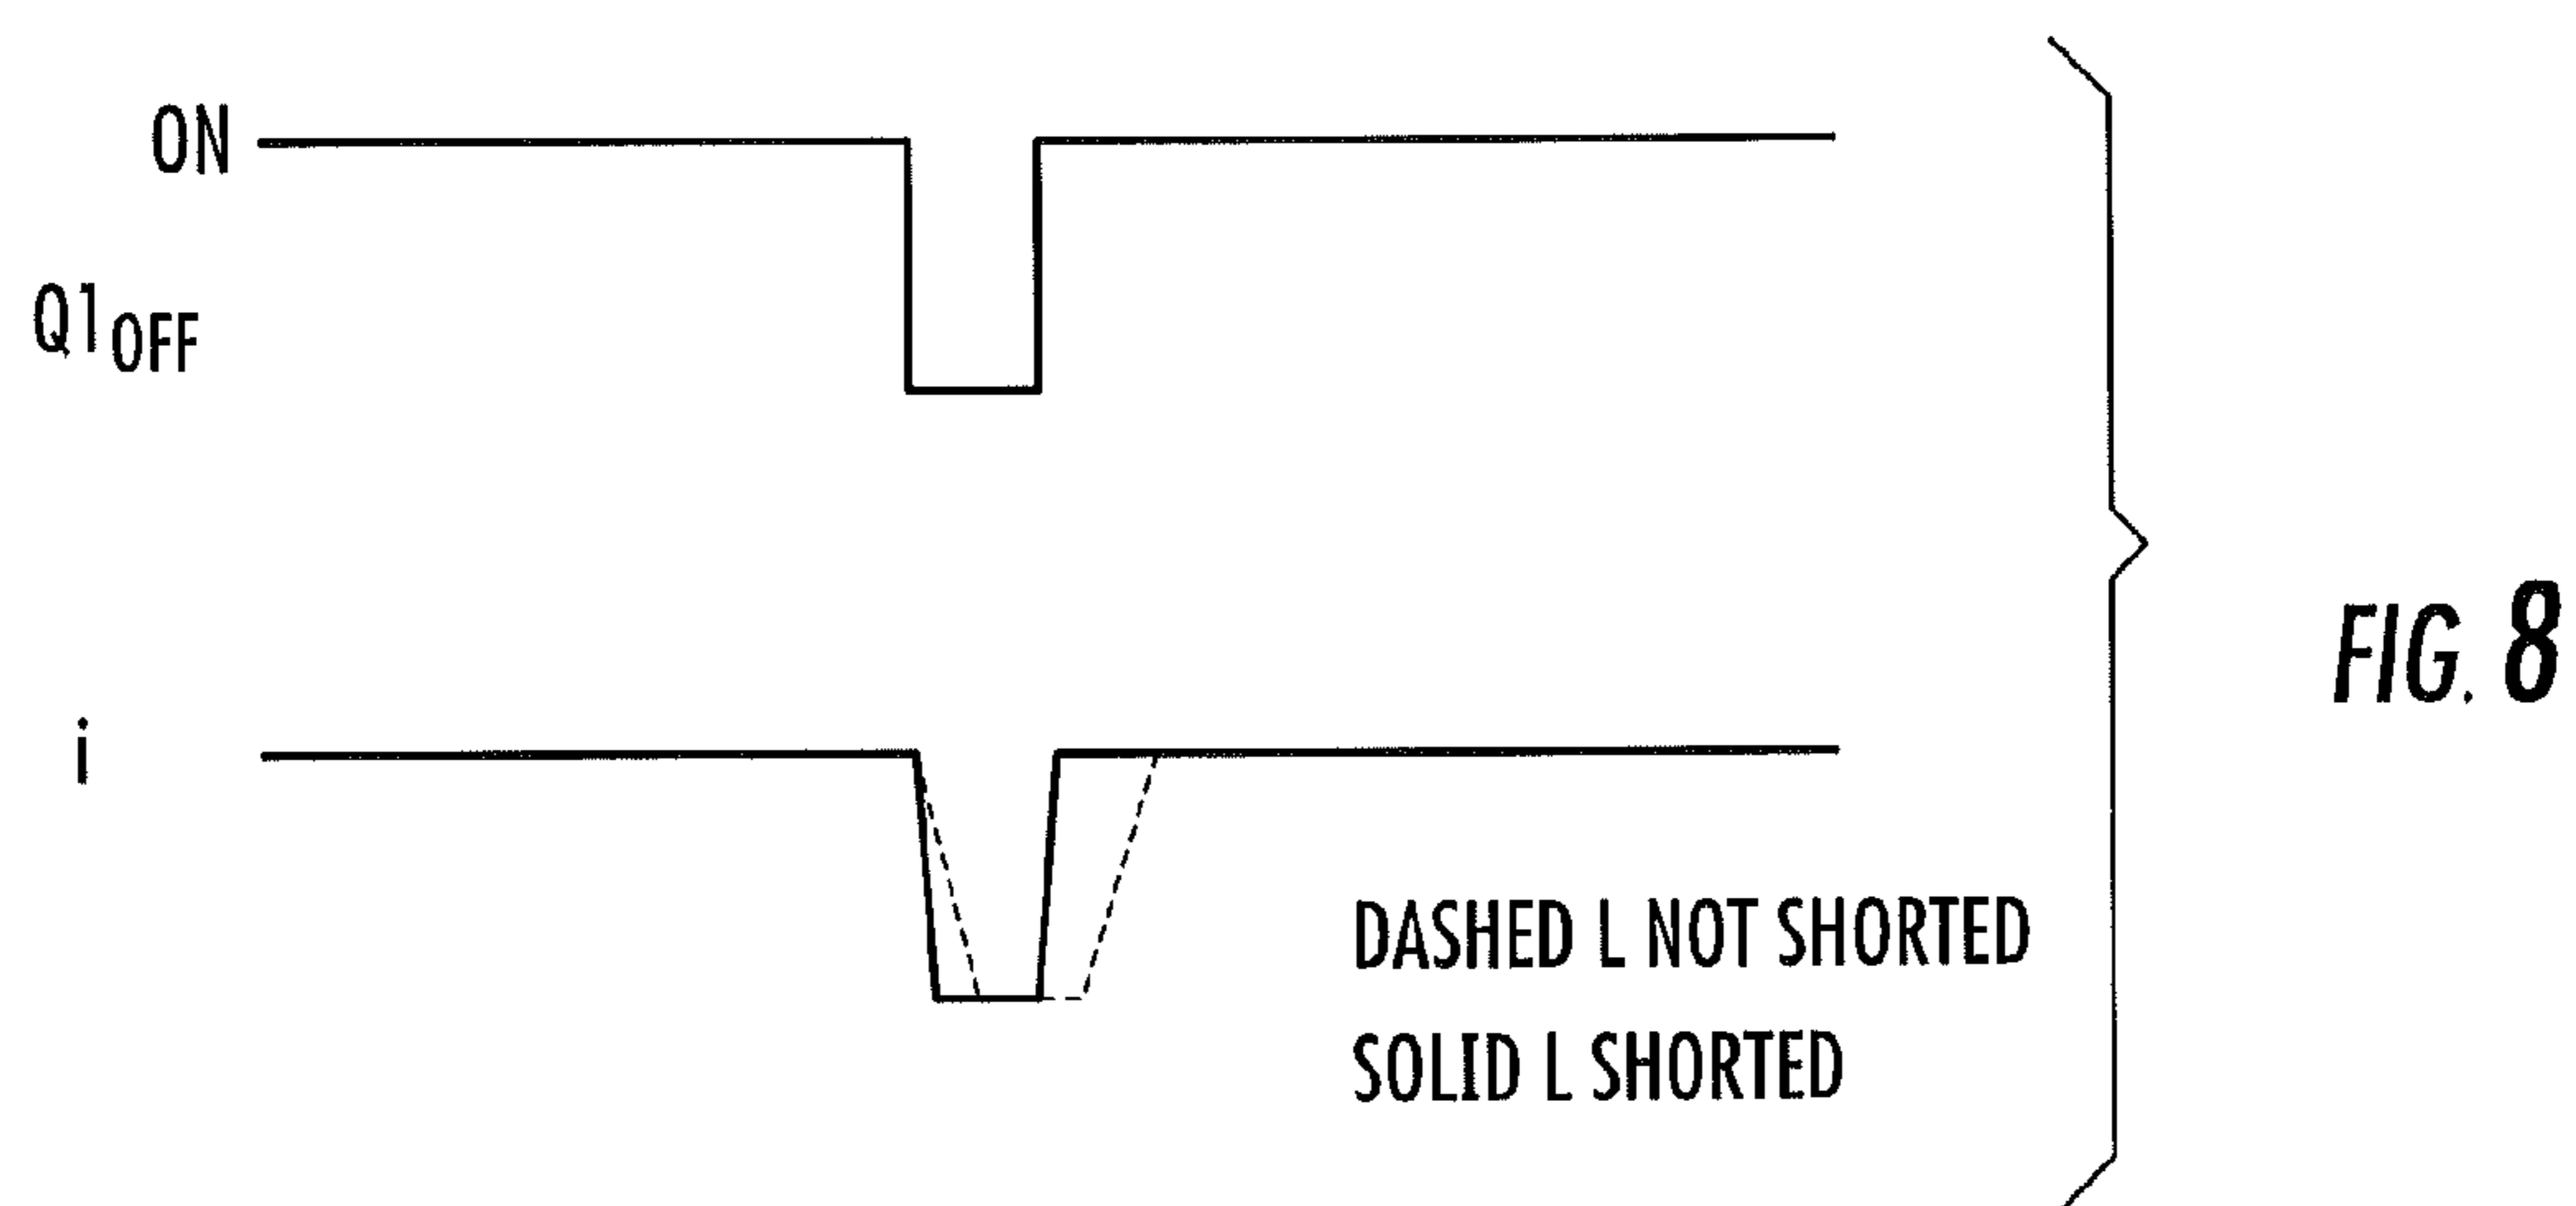 ON
Q1OFF
i
FIG. 8
DASHED L NOT SHORTED
SOLID L SHORTED